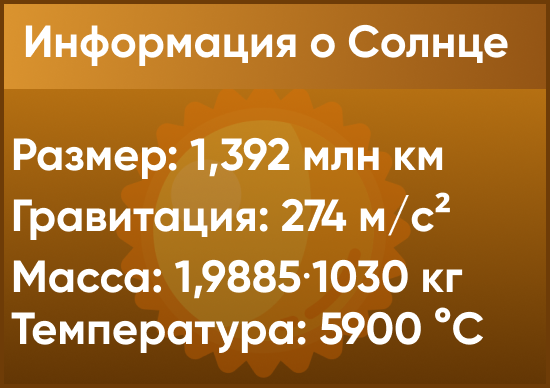 Информация о Солнце
Размер: 1,392 млн км
Гравитация: 274 м/с²
Масса: 1,9885·1030 кг
Температура: 5900 °C